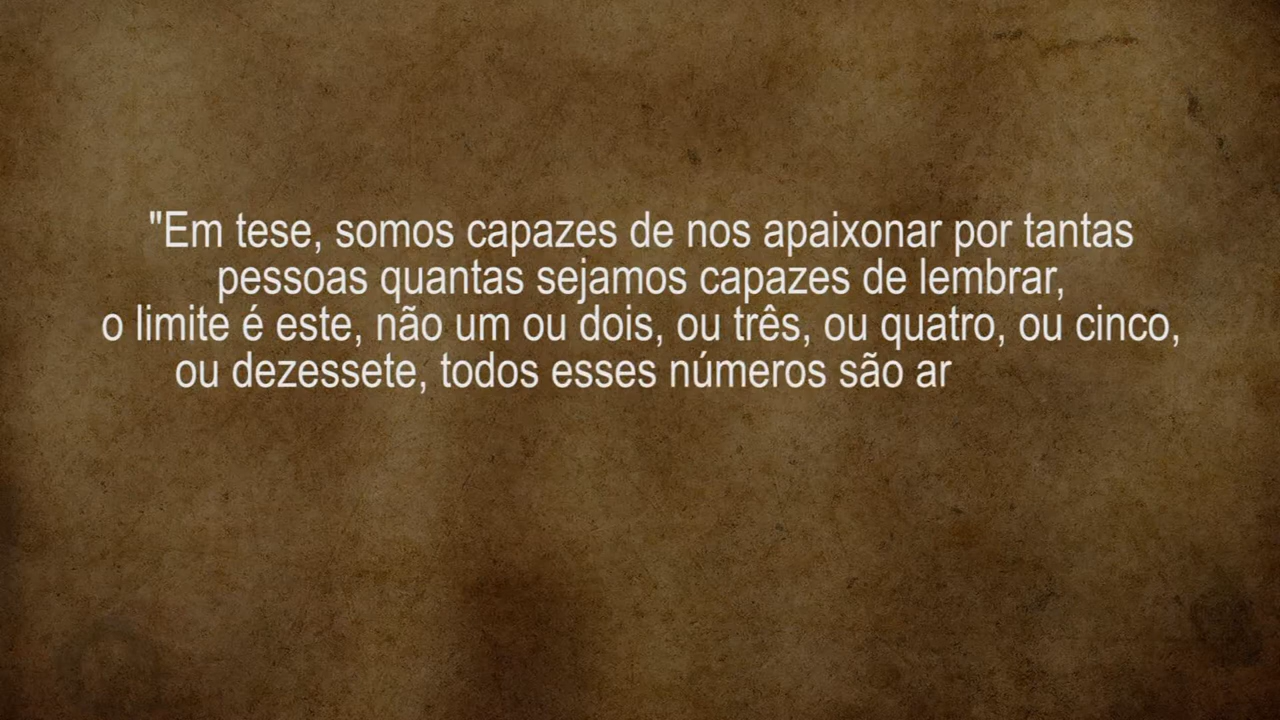 "Em tese, somos capazes de nos apaixonar por tantas
pessoas quantas sejamos capazes de lembrar,
o limite é este, não um ou dois, ou três, ou quatro, ou cinco,
ou dezessete, todos esses números são ar